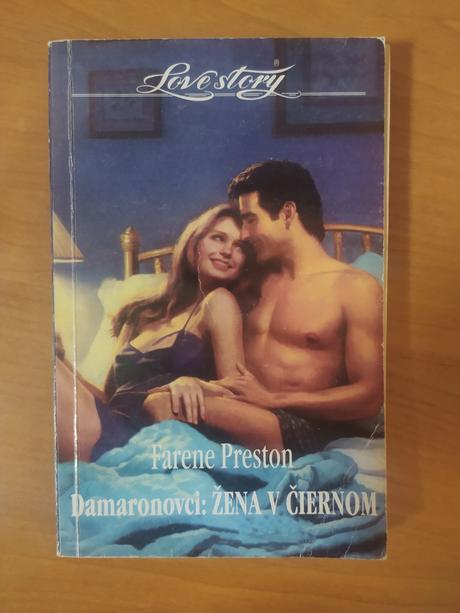 Love story®
Farene Preston
Damaronovci: ŽENA V ČIERNOM